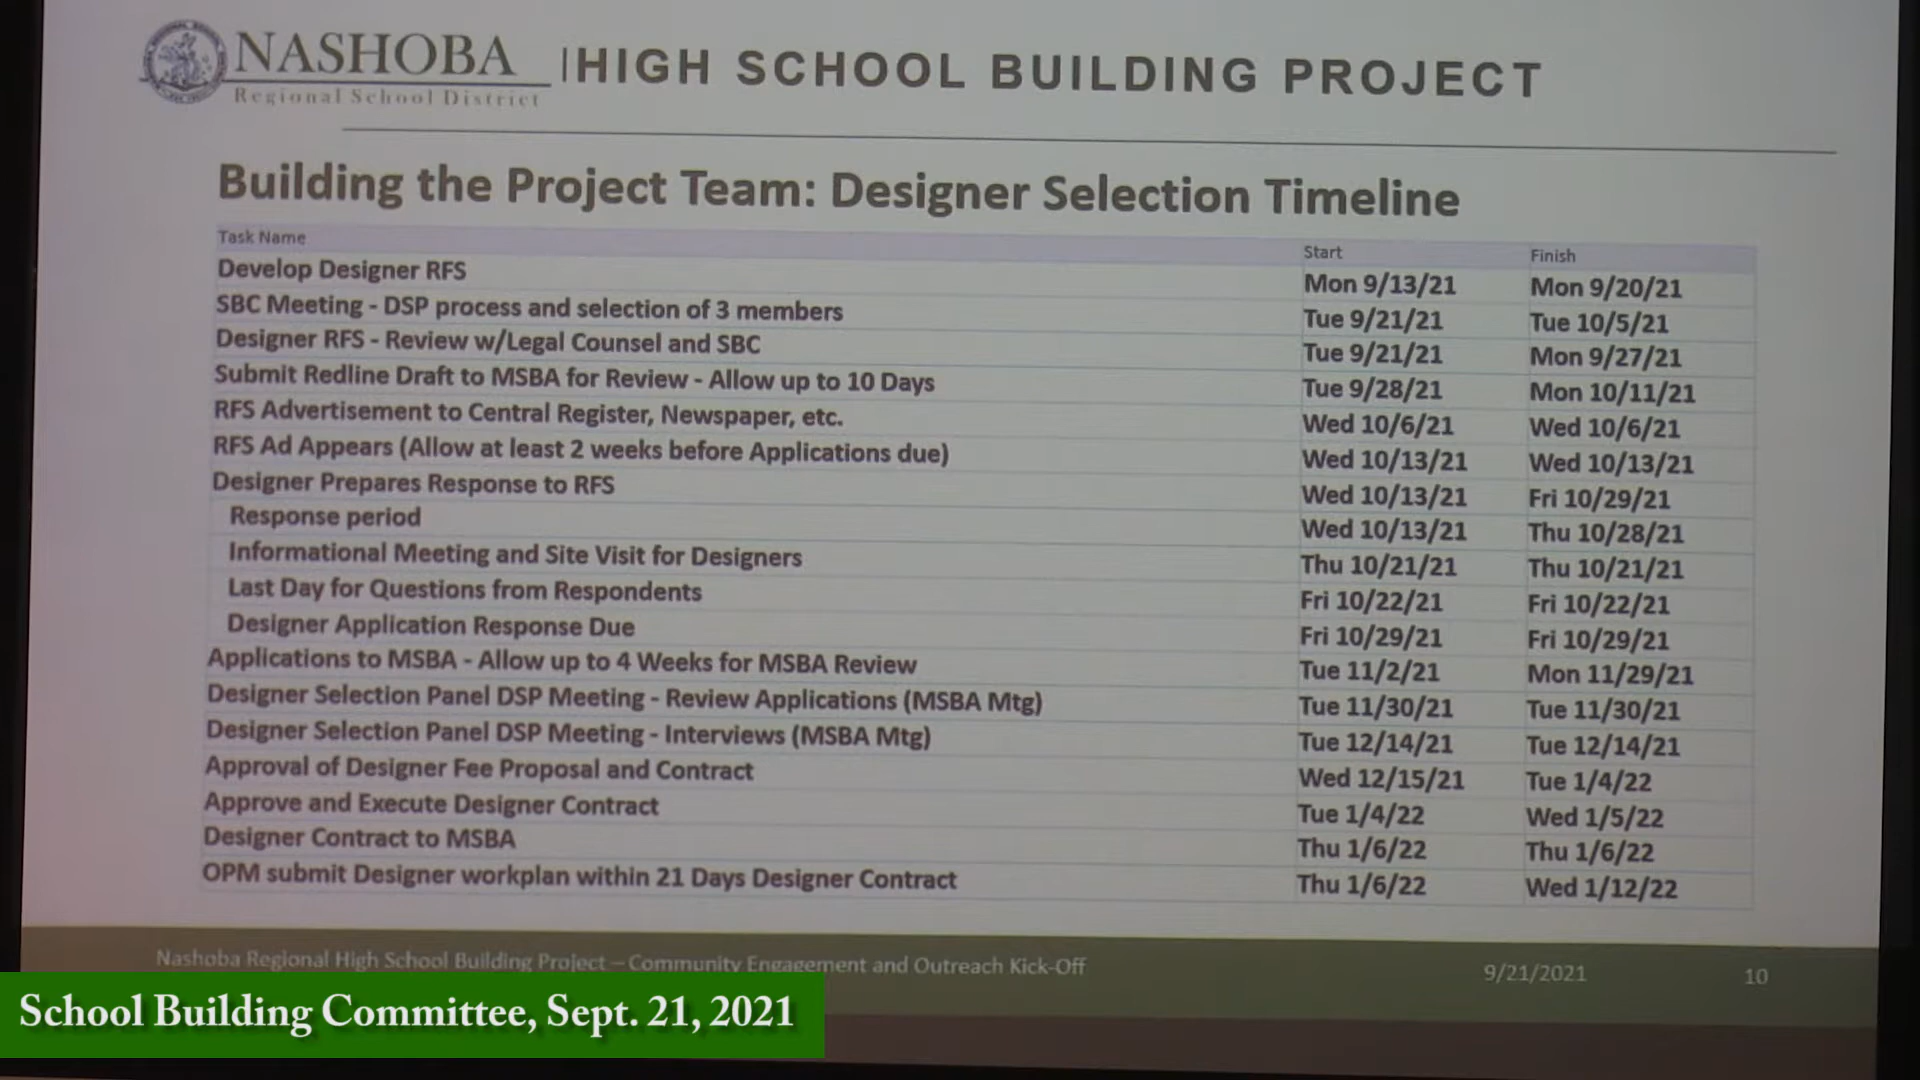 NASHOBA
Regional School District
HIGH SCHOOL BUILDING PROJECT
Building the Project Team: Designer Selection Timeline
Task Name Start Finish
Develop Designer RFS Mon 9/13/21 Mon 9/20/21
SBC Meeting - DSP process and selection of 3 members Tue 9/21/21 Tue 10/5/21
Designer RFS - Review w/Legal Counsel and SBC Tue 9/21/21 Mon 9/27/21
Submit Redline Draft to MSBA for Review - Allow up to 10 Days Tue 9/28/21 Mon 10/11/21
RFS Advertisement to Central Register, Newspaper, etc. Wed 10/6/21 Wed 10/6/21
RFS Ad Appears (Allow at least 2 weeks before Applications due) Wed 10/13/21 Wed 10/13/21
Designer Prepares Response to RFS Wed 10/13/21 Fri 10/29/21
Response period Wed 10/13/21 Thu 10/28/21
Informational Meeting and Site Visit for Designers Thu 10/21/21 Thu 10/21/21
Last Day for Questions from Respondents Fri 10/22/21 Fri 10/22/21
Designer Application Response Due Fri 10/29/21 Fri 10/29/21
Applications to MSBA - Allow up to 4 Weeks for MSBA Review Tue 11/2/21 Mon 11/29/21
Designer Selection Panel DSP Meeting - Review Applications (MSBA Mtg) Tue 11/30/21 Tue 11/30/21
Designer Selection Panel DSP Meeting - Interviews (MSBA Mtg) Tue 12/14/21 Tue 12/14/21
Approval of Designer Fee Proposal and Contract Wed 12/15/21 Tue 1/4/22
Approve and Execute Designer Contract Tue 1/4/22 Wed 1/5/22
Designer Contract to MSBA Thu 1/6/22 Thu 1/6/22
OPM submit Designer workplan within 21 Days Designer Contract Thu 1/6/22 Wed 1/12/22
Nashoba Regional High School Building Project – Community Engagement and Outreach Kick-Off 9/21/2021 10
School Building Committee, Sept. 21, 2021